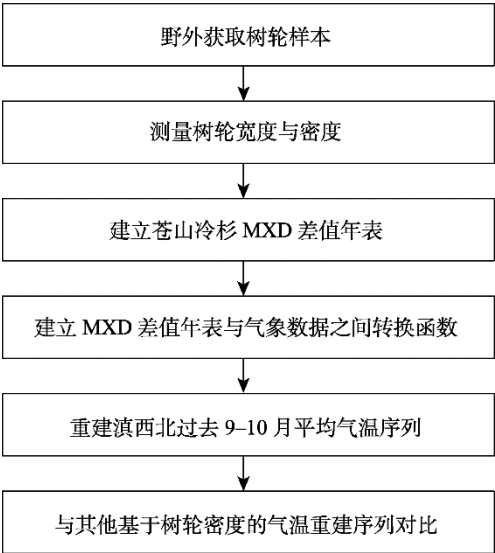 野外获取树轮样本
测量树轮宽度与密度
建立苍山冷杉 MXD 差值年表
建立 MXD 差值年表与气象数据之间转换函数
重建滇西北过去 9–10 月平均气温序列
与其他基于树轮密度的气温重建序列对比